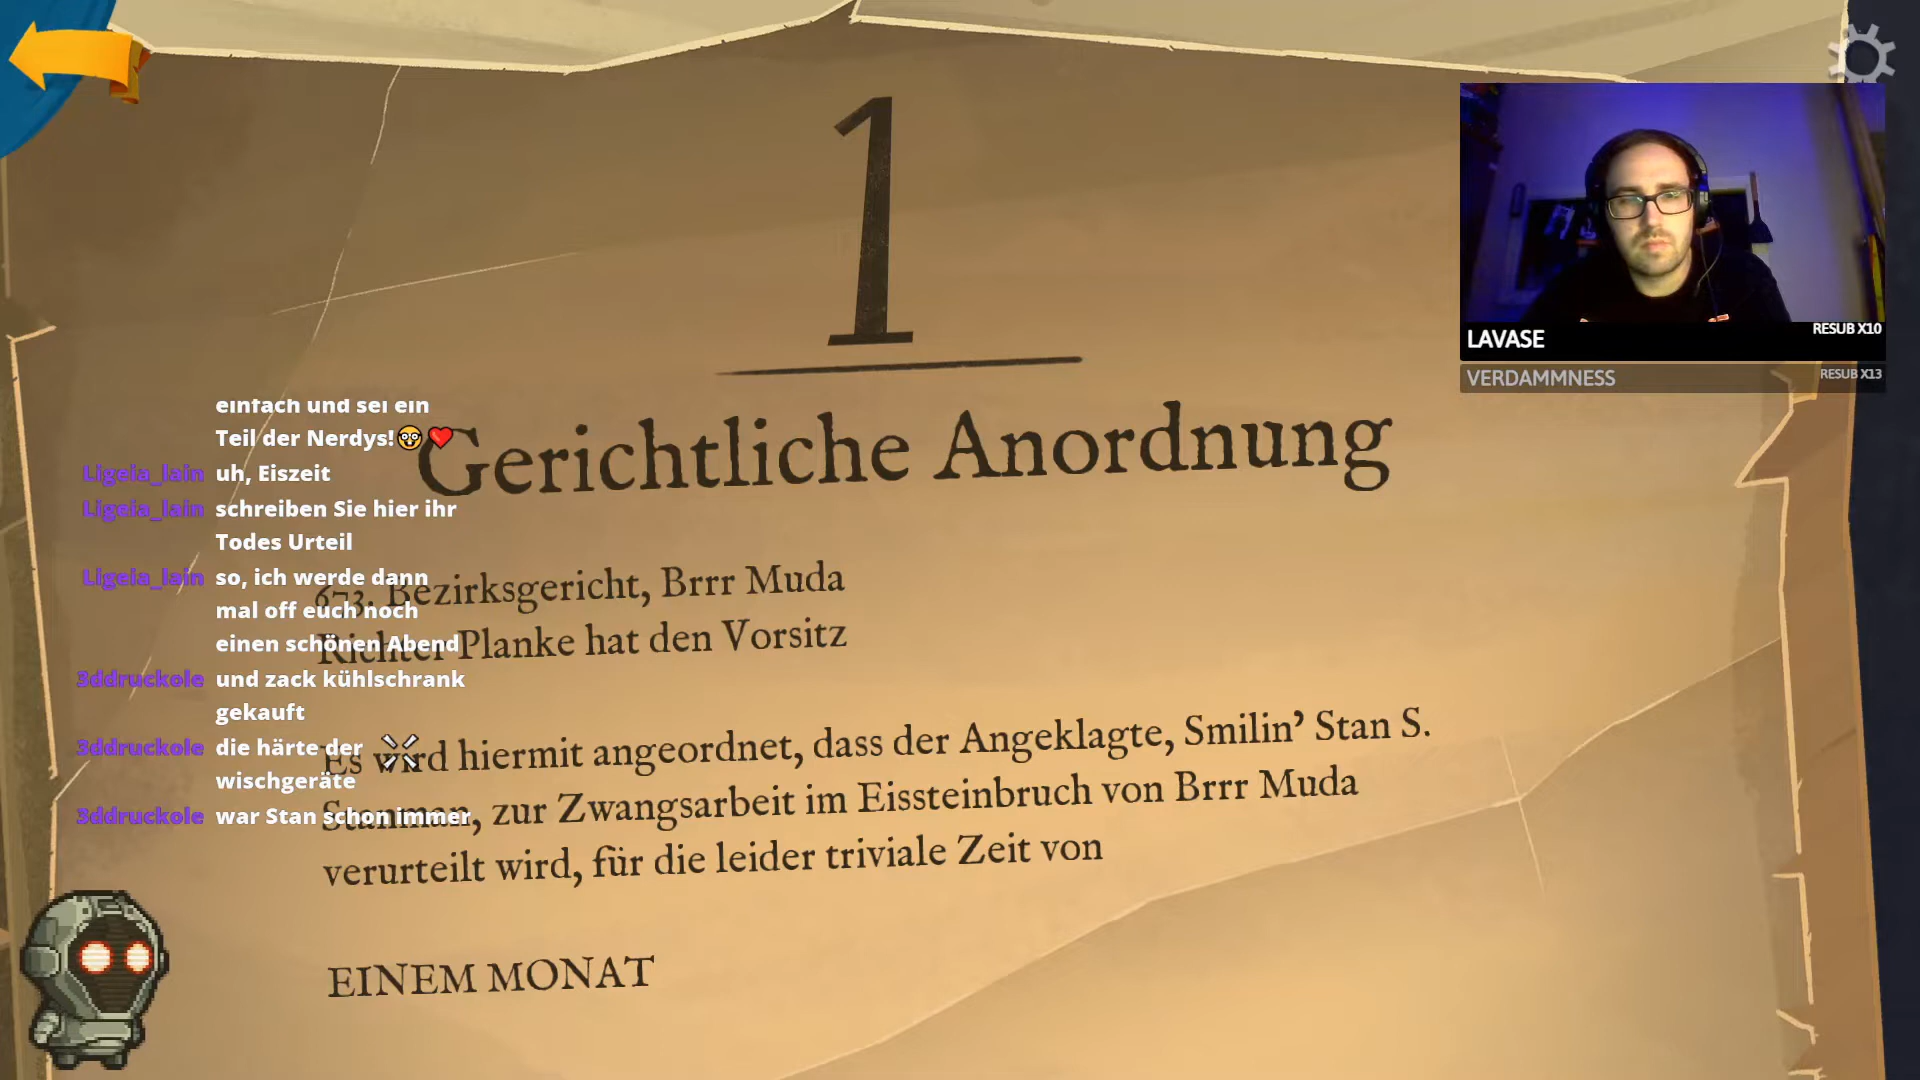 1
Gerichtliche Anordnung
673. Bezirksgericht, Brrr Muda
Richter Planke hat den Vorsitz
Es wird hiermit angeordnet, dass der Angeklagte, Smilin’ Stan S.
Stanman, zur Zwangsarbeit im Eissteinbruch von Brrr Muda
verurteilt wird, für die leider triviale Zeit von
EINEM MONAT
einfach und sei ein
Teil der Nerdys!🤓❤️
Ligeia_lain uh, Eiszeit
Ligeia_lain schreiben Sie hier ihr
Todes Urteil
Ligeia_lain so, ich werde dann
mal off euch noch
einen schönen Abend
3ddruckole und zack kühlschrank
gekauft
3ddruckole die härte der
wischgeräte
3ddruckole war Stan schon immer
LAVASE RESUB X10
VERDAMMNESS RESUB X13